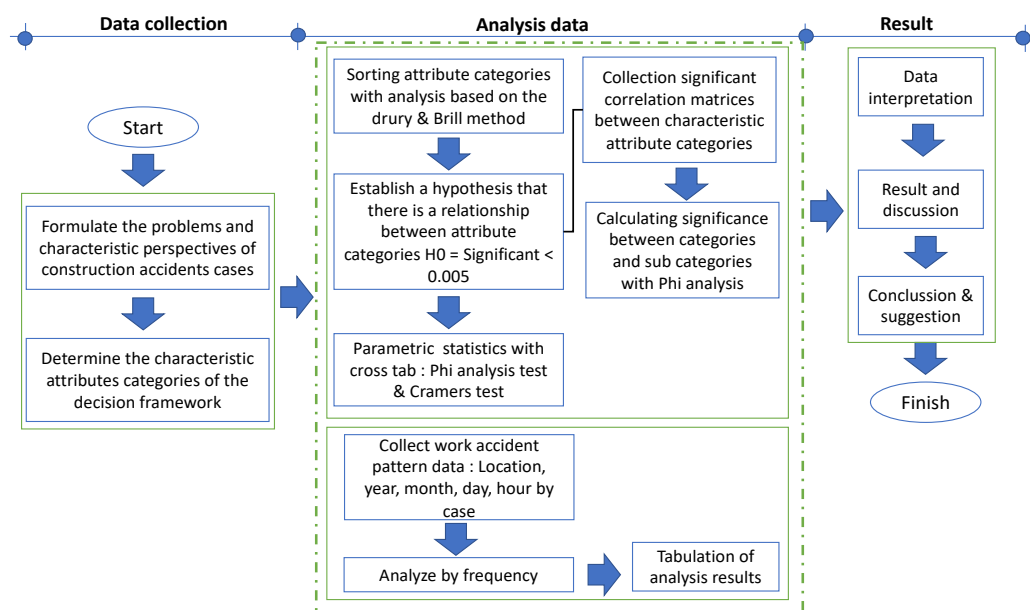 Data collection
Analysis data
Result
Start
Formulate the problems and
characteristic perspectives of
construction accidents cases
Determine the characteristic
attributes categories of the
decision framework
Sorting attribute categories
with analysis based on the
drury & Brill method
Establish a hypothesis that
there is a relationship
between attribute
categories H0 = Significant <
0.005
Parametric statistics with
cross tab : Phi analysis test
& Cramers test
Collection significant
correlation matrices
between characteristic
attribute categories
Calculating significance
between categories
and sub categories
with Phi analysis
Collect work accident
pattern data : Location,
year, month, day, hour by
case
Analyze by frequency
Tabulation of
analysis results
Data
interpretation
Result and
discussion
Conclussion &
suggestion
Finish